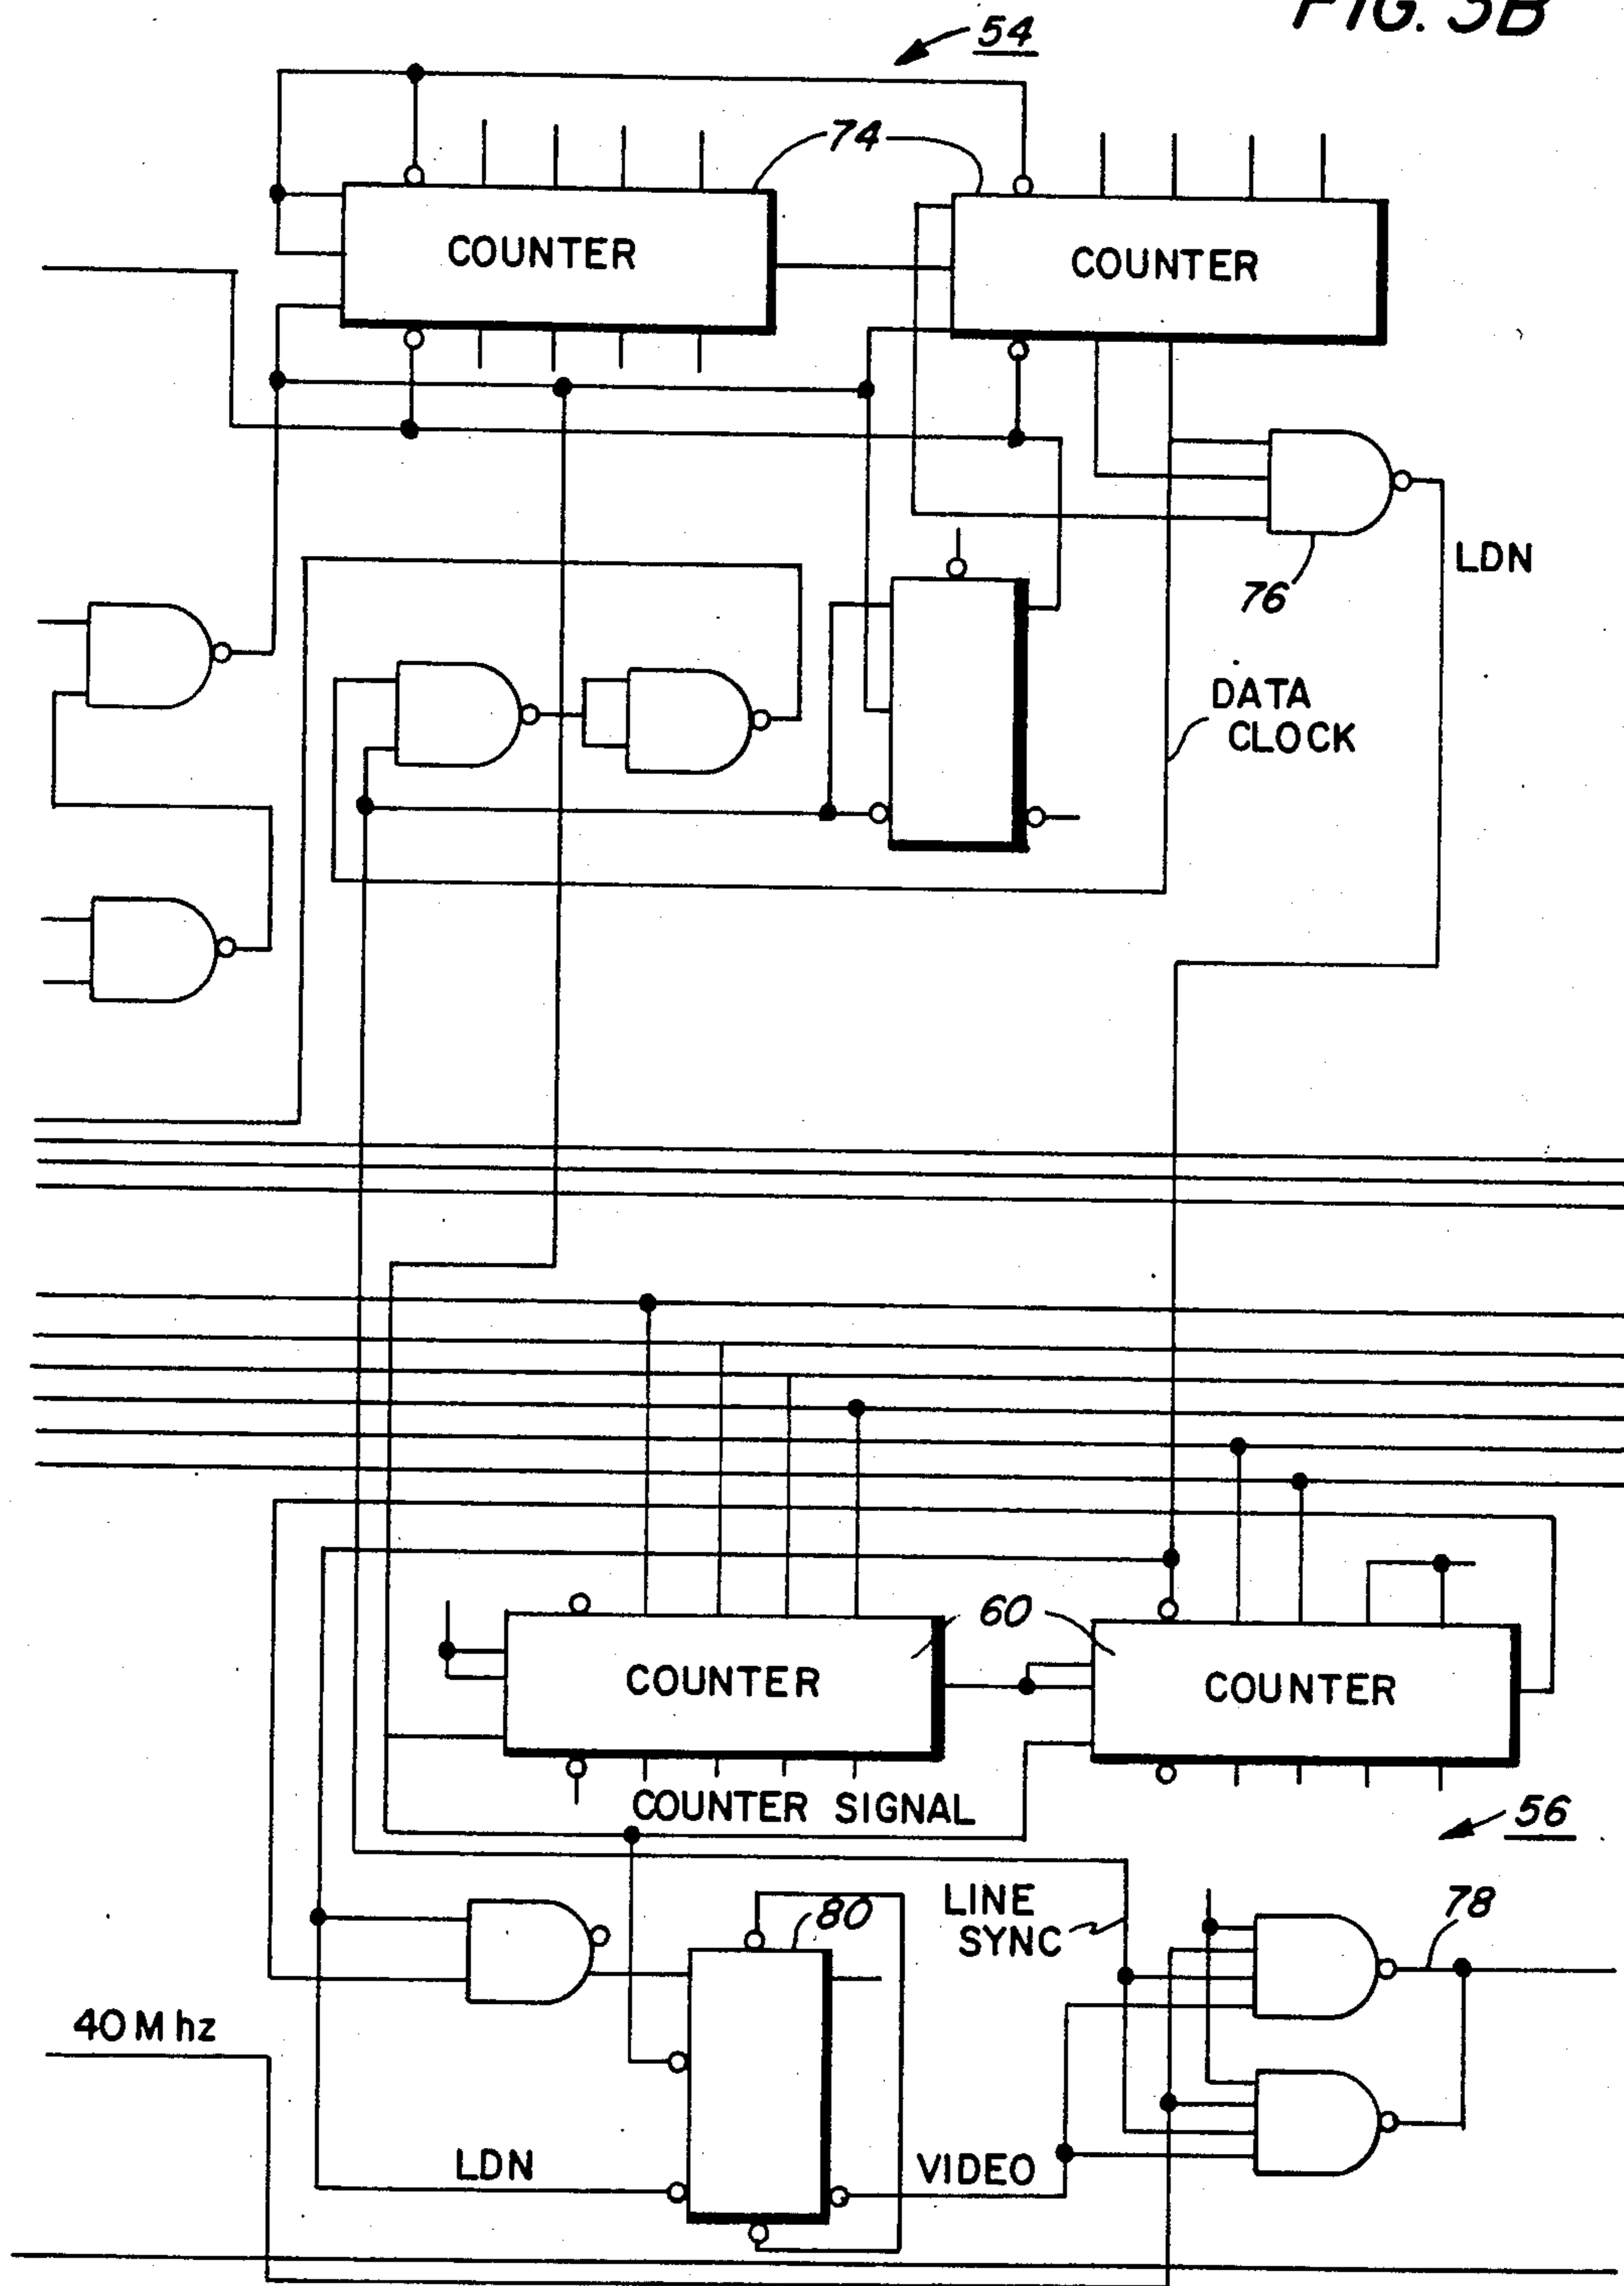 FIG. 3B
54
74
COUNTER
COUNTER
LDN
76
DATA
CLOCK
60
COUNTER
COUNTER
COUNTER SIGNAL
56
LINE
SYNC
78
80
40 Mhz
LDN
VIDEO